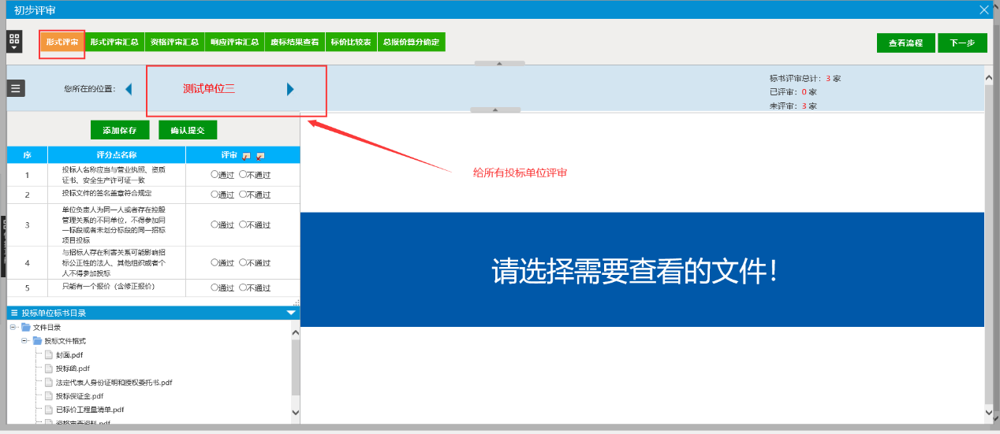 初步评审
形式评审 形式评审汇总 资格评审汇总 响应评审汇总 废标结果查看 标价比较表 总报价算分确定 查看流程 下一步
您所在的位置： 测试单位三
标书评审总计：3 家
已评审：0 家
未评审：3 家
添加保存 确认提交
序 评分点名称 评审
1 投标人名称应当与营业执照、资质
证书、安全生产许可证一致 通过 不通过
2 投标文件的签名盖章符合规定 通过 不通过
3 单位负责人为同一人或者存在控股
管理关系的不同单位，不得参加同
一标段或者未划分标段的同一招标
项目投标 通过 不通过
4 与招标人存在利害关系可能影响招
标公正性的法人、其他组织或者个
人不得参加投标 通过 不通过
5 只能有一个报价（含修正报价） 通过 不通过
给所有投标单位评审
请选择需要查看的文件！
投标单位标书目录
文件目录
投标文件格式
封面.pdf
投标函.pdf
法定代表人身份证明和授权委托书.pdf
投标保证金.pdf
已标价工程量清单.pdf
资格审查资料.pdf